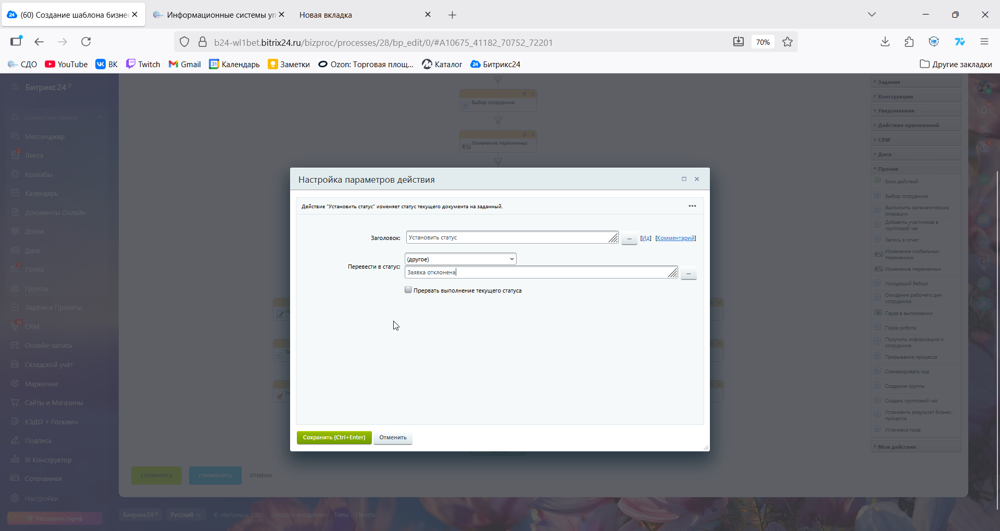 (60) Создание шаблона бизнес
Информационные системы уп
Новая вкладка
b24-wl1bet.bitrix24.ru/bizproc/processes/28/bp_edit/0/#A10675_41182_70752_72201
70%
СДО
YouTube
ВК
Twitch
Gmail
Календарь
Заметки
Ozon: Торговая площ...
Каталог
Битрикс24
Другие закладки
Битрикс24
Совместная работа
Мессенджер
2
Лента
Коллабы
Календарь
Документы Онлайн
Доски
Диск
7
Почта
Группы
Задачи и Проекты
35
CRM
Онлайн-запись
Складской учёт
Маркетинг
Сайты и Магазины
КЭДО + Госключ
Подпись
BI Конструктор
Сотрудники
Настройки
Расширить тариф
Выбор сотрудника
Изменение переменных
Настройка параметров действия
Действие "Установить статус" изменяет статус текущего документа на заданный.
Заголовок:
Установить статус
...
[Ид]
[Комментарий]
Перевести в статус:
(другое)
Заявка отклонена
...
Прервать выполнение текущего статуса
Сохранить (Ctrl+Enter)
Отменить
СОХРАНИТЬ
ПРИМЕНИТЬ
ОТМЕНА
Битрикс24
Русский
© «Битрикс», 2025
Заказать внедрение
Темы
Печать
Задания
Конструкции
Уведомления
Действия приложений
CRM
Диск
Прочее
Блок действий
Выбор сотрудника
Выполнить математические
операции
Добавить участников в
групповой чат
Запись в отчет
Изменение глобальных
переменных
Изменение переменных
Исходящий Вебхук
Ожидание рабочего дня
сотрудника
Пауза в выполнении
Пауза робота
Получить информацию о
сотруднике
Прерывание процесса
Сгенерировать код
Создание группы
Создать групповой чат
Установить результат бизнес-
процесса
Установка прав
Мои действия
1